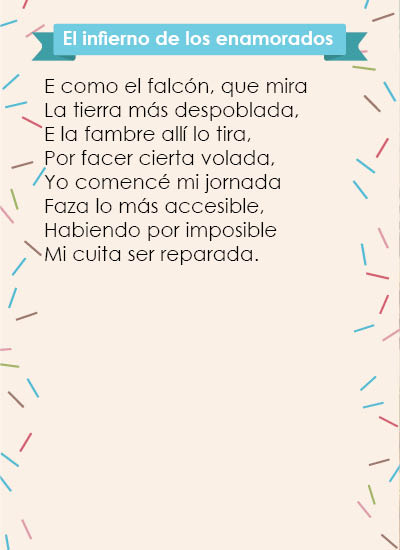 El infierno de los enamorados
E como el falcón, que mira
La tierra más despoblada,
E la fambre allí lo tira,
Por facer cierta volada,
Yo comencé mi jornada
Faza lo más accesible,
Habiendo por imposible
Mi cuita ser reparada.